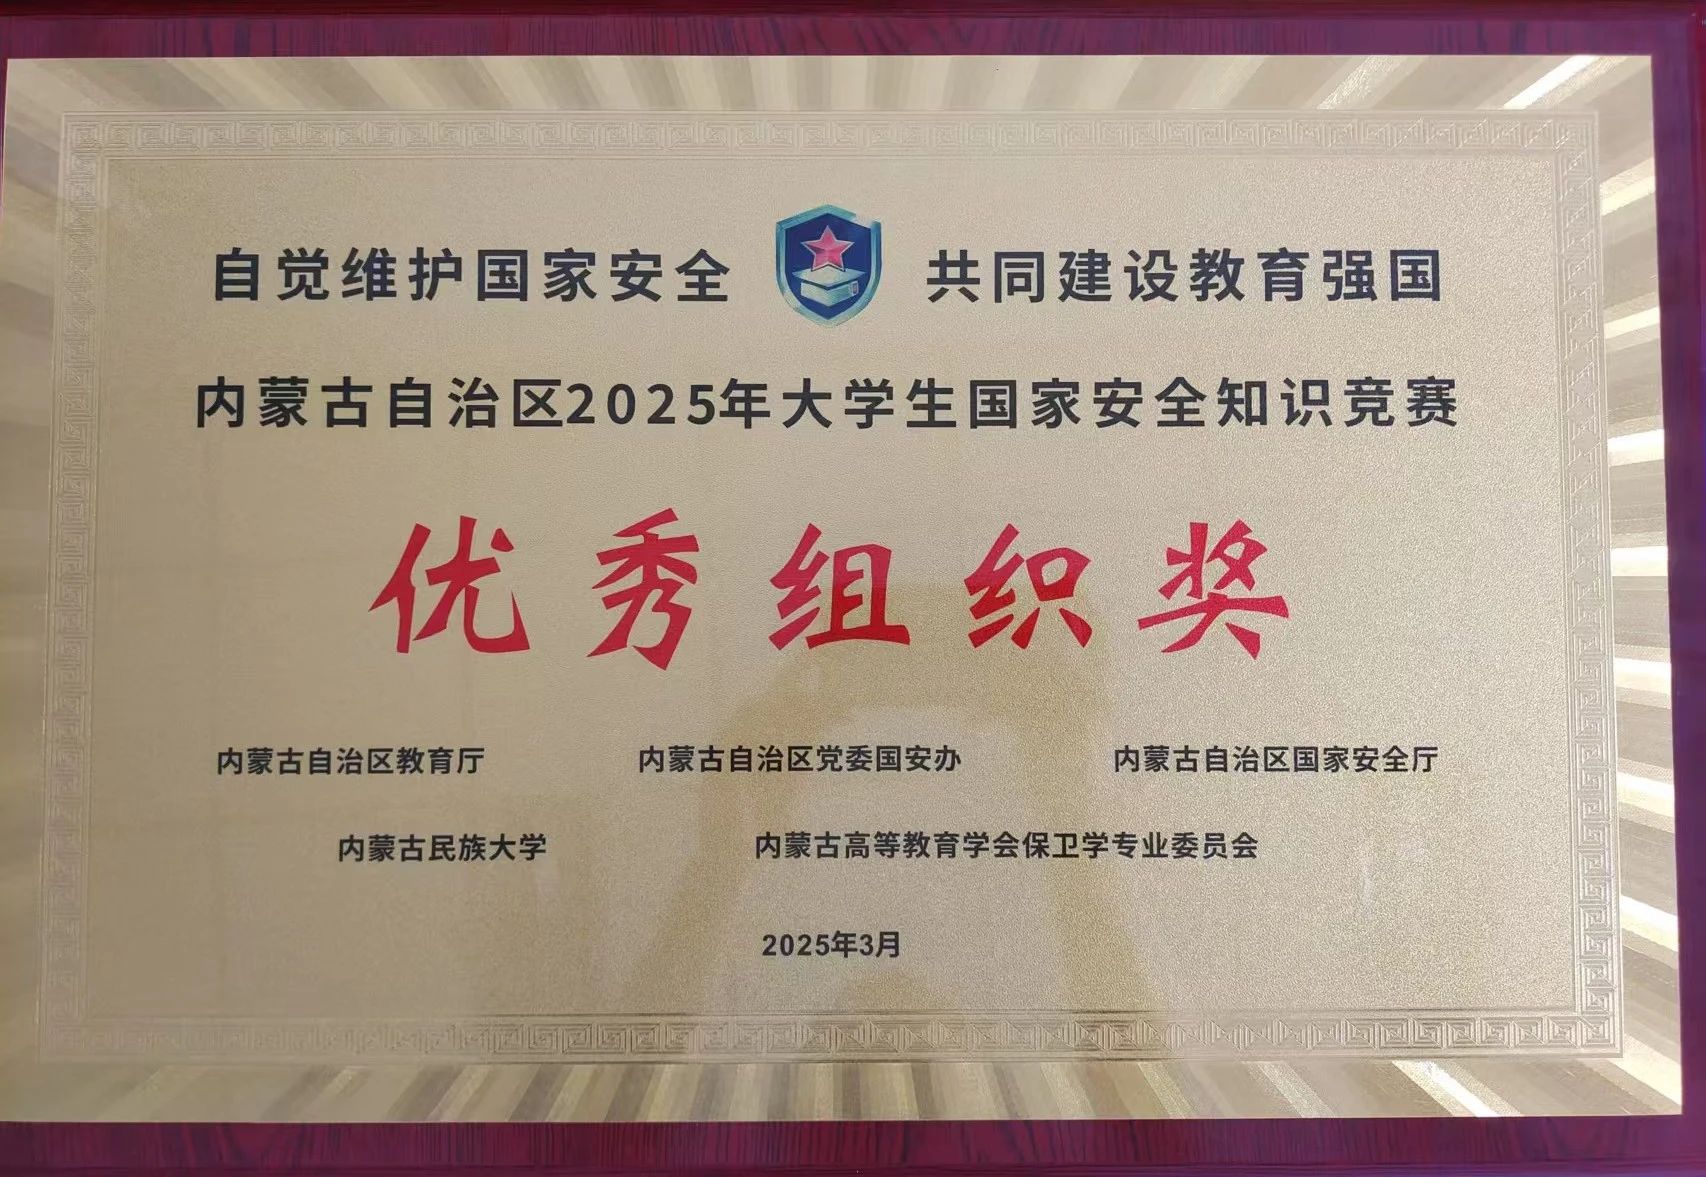 自觉维护国家安全 共同建设教育强国
内蒙古自治区2025年大学生国家安全知识竞赛
优秀组织奖
内蒙古自治区教育厅 内蒙古自治区党委国安办 内蒙古自治区国家安全厅
内蒙古民族大学 内蒙古高等教育学会保卫学专业委员会
2025年3月